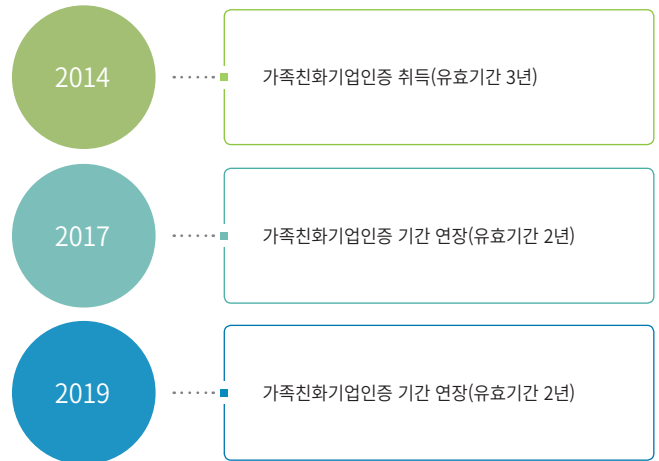 2014
가족친화기업인증 취득(유효기간 3년)
2017
가족친화기업인증 기간 연장(유효기간 2년)
2019
가족친화기업인증 기간 연장(유효기간 2년)